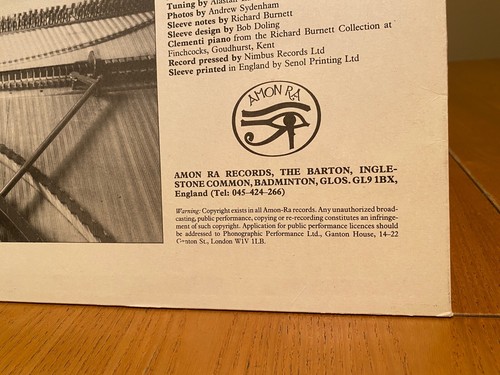 Tuning by Alastair
Photos by Andrew Sydenham
Sleeve notes by Richard Burnett
Sleeve design by Bob Doling
Clementi piano from the Richard Burnett Collection at
Finchcocks, Goudhurst, Kent
Record pressed by Nimbus Records Ltd
Sleeve printed in England by Senol Printing Ltd
AMON RA
AMON RA RECORDS, THE BARTON, INGLE-
STONE COMMON, BADMINTON, GLOS. GL9 1BX,
England (Tel: 045-424-266)
Warning: Copyright exists in all Amon-Ra records. Any unauthorized broad-
casting, public performance, copying or re-recording constitutes an infringe-
ment of such copyright. Application for public performance licences should
be addressed to Phonographic Performance Ltd., Ganton House, 14–22
Ganton St., London W1V 1LB.